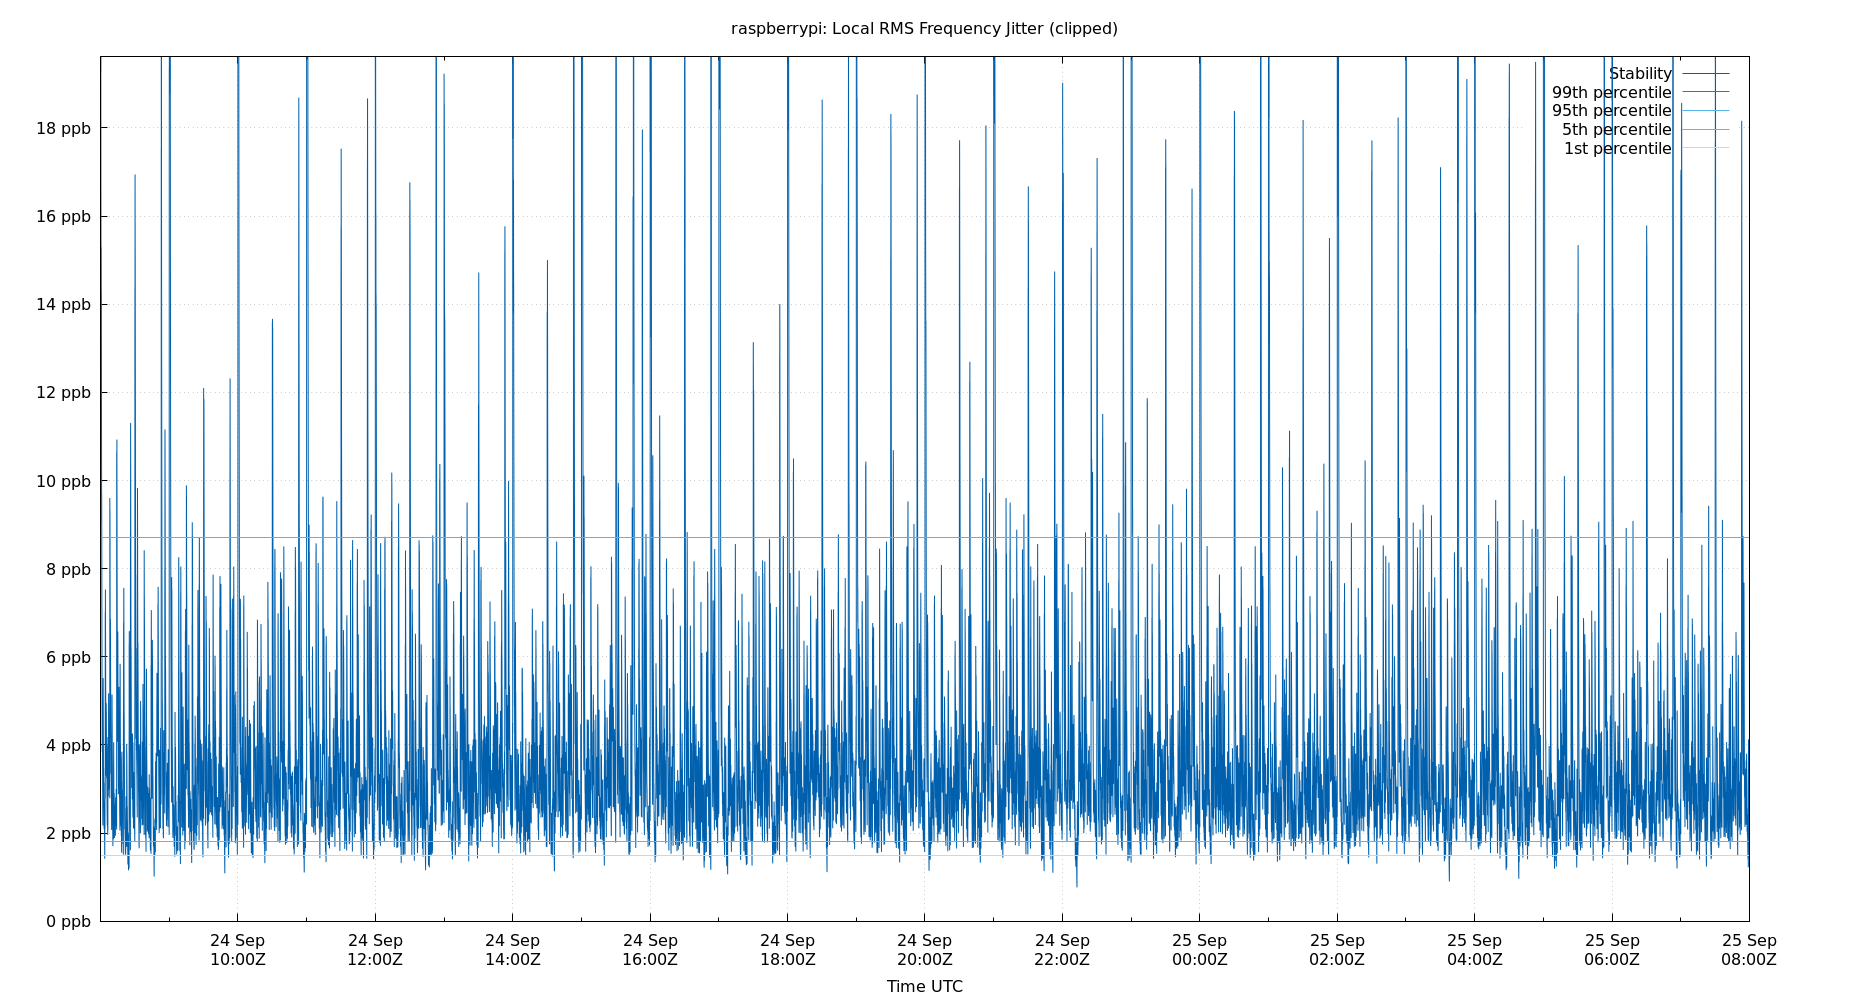 raspberrypi: Local RMS Frequency Jitter (clipped)
Stability
99th percentile
95th percentile
5th percentile
1st percentile
18 ppb
16 ppb
14 ppb
12 ppb
10 ppb
8 ppb
6 ppb
4 ppb
2 ppb
0 ppb
24 Sep 24 Sep 24 Sep 24 Sep 24 Sep 24 Sep 24 Sep 25 Sep 25 Sep 25 Sep 25 Sep 25 Sep
10:00Z 12:00Z 14:00Z 16:00Z 18:00Z 20:00Z 22:00Z 00:00Z 02:00Z 04:00Z 06:00Z 08:00Z
Time UTC